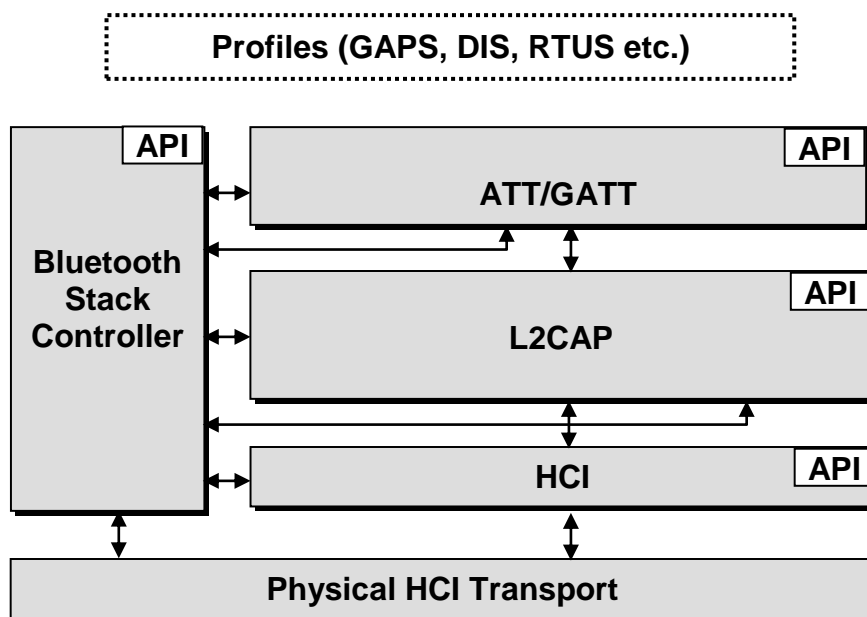 Profiles (GAPS, DIS, RTUS etc.)
API
API
ATT/GATT
Bluetooth
Stack
Controller
API
L2CAP
API
HCI
Physical HCI Transport